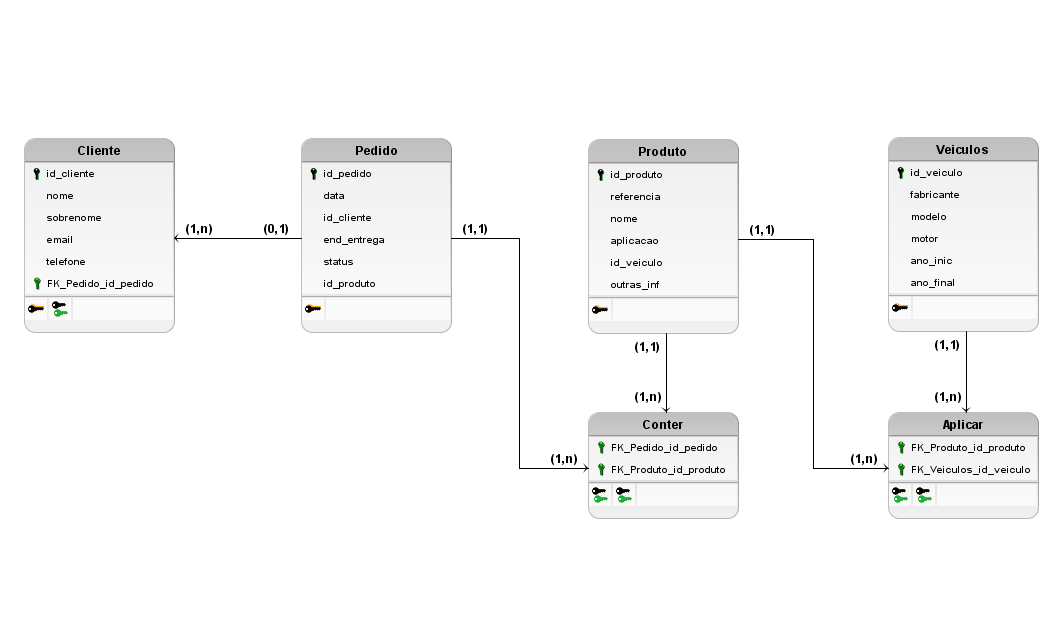 Cliente
id_cliente
nome
sobrenome
email
telefone
FK_Pedido_id_pedido
(1,n)
(0,1)
Pedido
id_pedido
data
id_cliente
end_entrega
status
id_produto
(1,1)
(1,n)
Produto
id_produto
referencia
nome
aplicacao
id_veiculo
outras_inf
(1,1)
(1,1)
(1,n)
(1,n)
Veiculos
id_veiculo
fabricante
modelo
motor
ano_inic
ano_final
(1,1)
(1,n)
Conter
FK_Pedido_id_pedido
FK_Produto_id_produto
Aplicar
FK_Produto_id_produto
FK_Veiculos_id_veiculo